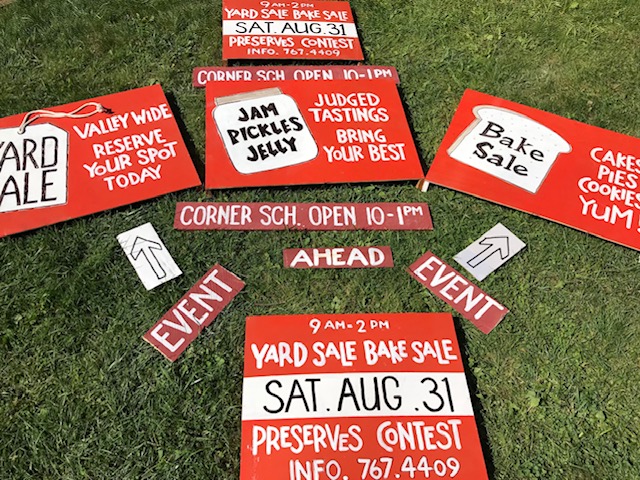 9 AM - 2 PM
YARD SALE BAKE SALE
SAT. AUG. 31
PRESERVES CONTEST
INFO. 767.4409
CORNER SCH. OPEN 10-1PM
YARD
SALE
VALLEY WIDE
RESERVE
YOUR SPOT
TODAY
JAM
PICKLES
JELLY
JUDGED
TASTINGS
BRING
YOUR BEST
Bake
Sale
CAKES
PIES
COOKIES
YUM!
CORNER SCH. OPEN 10-1PM
AHEAD
EVENT
EVENT
9 AM - 2 PM
YARD SALE BAKE SALE
SAT. AUG. 31
PRESERVES CONTEST
INFO. 767.4409